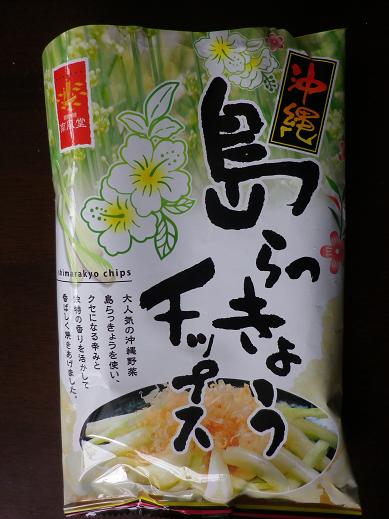 沖縄
島らっきょう
チップス
shimarakyo chips
大人気の沖縄野菜
島らっきょうを使い、
クセになる辛みと
独特の香りを活かして
香ばしく焼きあげました。